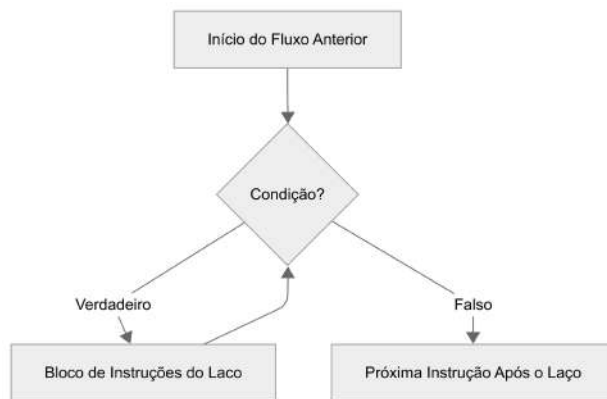 Início do Fluxo Anterior
Condição?
Verdadeiro
Falso
Bloco de Instruções do Laco
Próxima Instrução Após o Laço